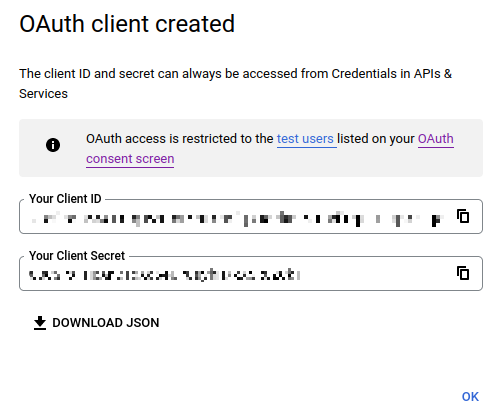 OAuth client created
The client ID and secret can always be accessed from Credentials in APIs &
Services
OAuth access is restricted to the test users listed on your OAuth
consent screen
Your Client ID
Your Client Secret
DOWNLOAD JSON
OK